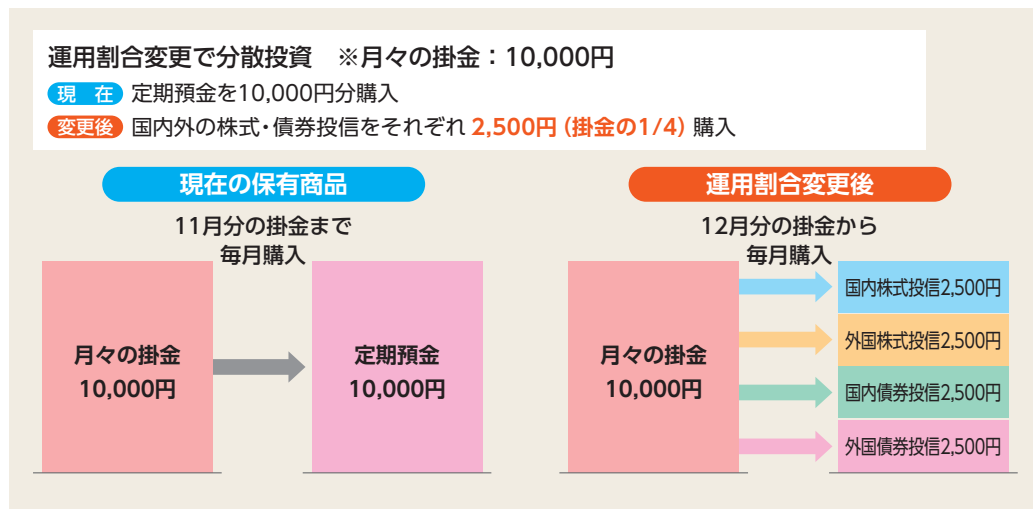 運用割合変更で分散投資　※月々の掛金：10,000円
現　在 定期預金を10,000円分購入
変更後 国内外の株式・債券投信をそれぞれ 2,500円（掛金の1/4）購入
現在の保有商品
11月分の掛金まで
毎月購入
月々の掛金
10,000円
定期預金
10,000円
運用割合変更後
12月分の掛金から
毎月購入
月々の掛金
10,000円
国内株式投信2,500円
外国株式投信2,500円
国内債券投信2,500円
外国債券投信2,500円